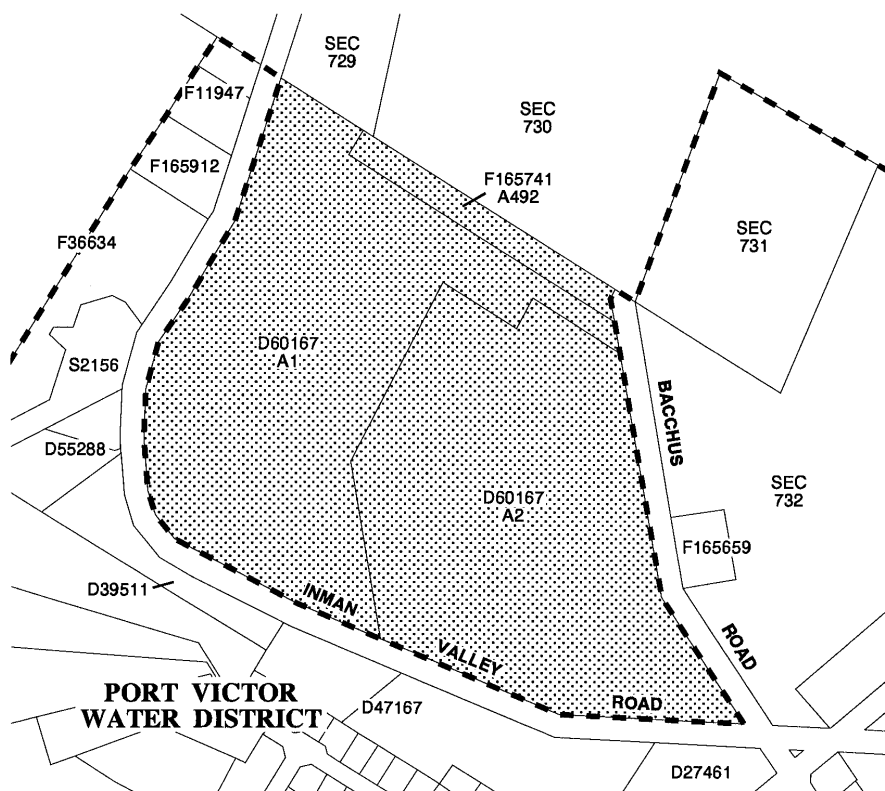 SEC
729
F11947
SEC
730
F165912
F165741
A492
F36634
SEC
731
D60167
A1
S2156
BACCHUS
D55288
D60167
A2
SEC
732
F165659
D39511
INMAN
VALLEY
ROAD
ROAD
PORT VICTOR
WATER DISTRICT
D47167
D27461